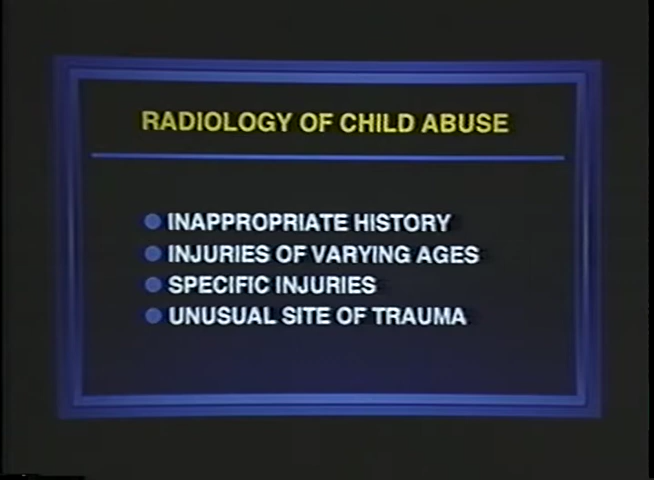 RADIOLOGY OF CHILD ABUSE
INAPPROPRIATE HISTORY
INJURIES OF VARYING AGES
SPECIFIC INJURIES
UNUSUAL SITE OF TRAUMA